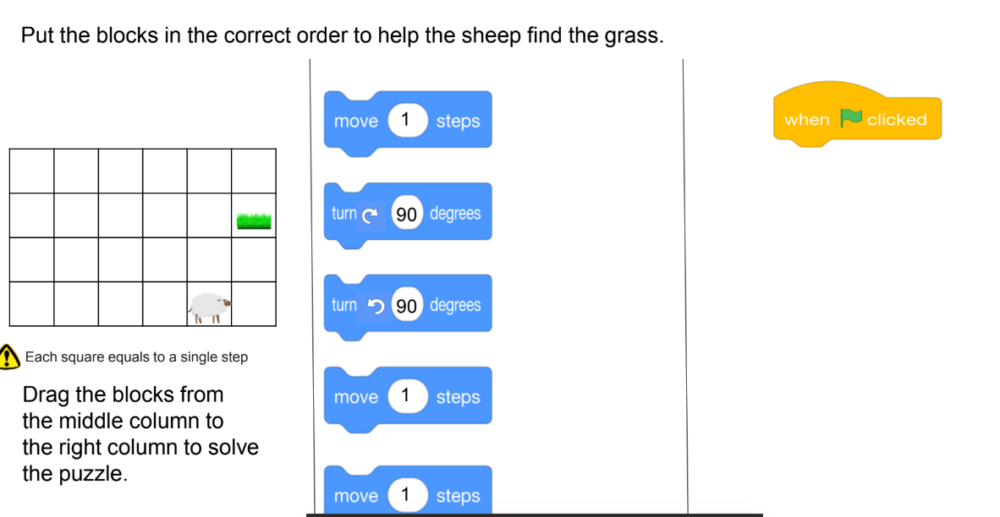 Put the blocks in the correct order to help the sheep find the grass.
move 1 steps
when clicked
turn 90 degrees
turn 90 degrees
Each square equals to a single step
Drag the blocks from
the middle column to
the right column to solve
the puzzle.
move 1 steps
move 1 steps